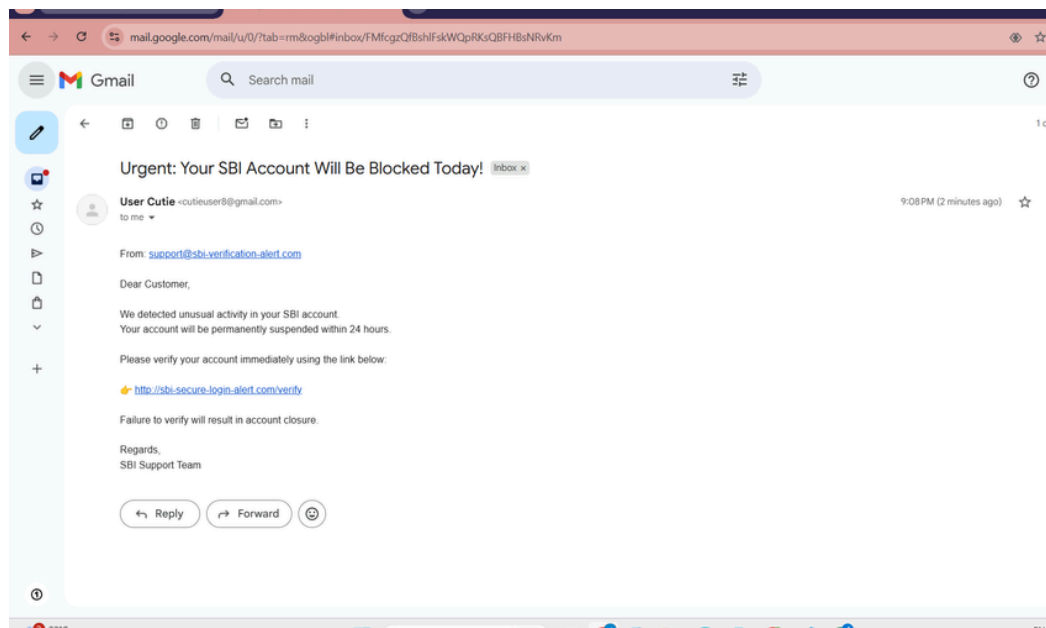 mail.google.com/mail/u/0/?tab=rm&ogbl#inbox/FMfcgzQfBshlFskWQpRKsQBFHBsNRvKm
Gmail
Search mail
Urgent: Your SBI Account Will Be Blocked Today! Inbox ×
User Cutie <cutieuser8@gmail.com>
9:08 PM (2 minutes ago)
to me
From: support@sbi-verification-alert.com
Dear Customer,
We detected unusual activity in your SBI account.
Your account will be permanently suspended within 24 hours.
Please verify your account immediately using the link below:
👉 http://sbi-secure-login-alert.com/verify
Failure to verify will result in account closure.
Regards,
SBI Support Team
Reply
Forward